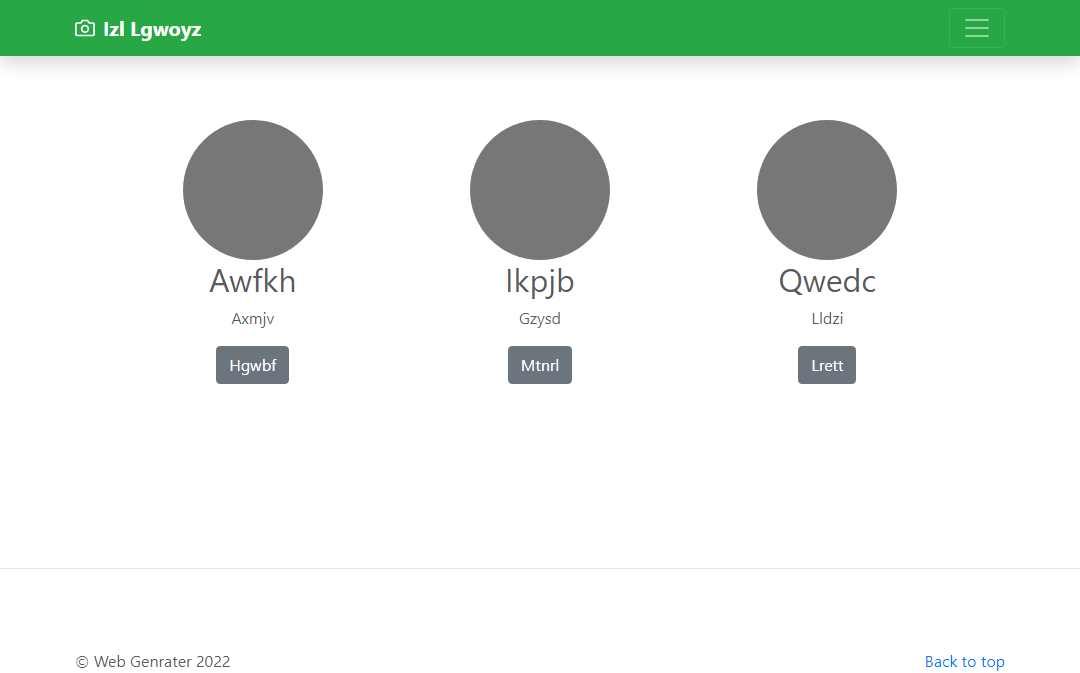 Izl Lgwoyz
Awfkh
Axmjv
Hgwbf
Ikpjb
Gzysd
Mtnrl
Qwedc
Lldzi
Lrett
© Web Genrater 2022
Back to top